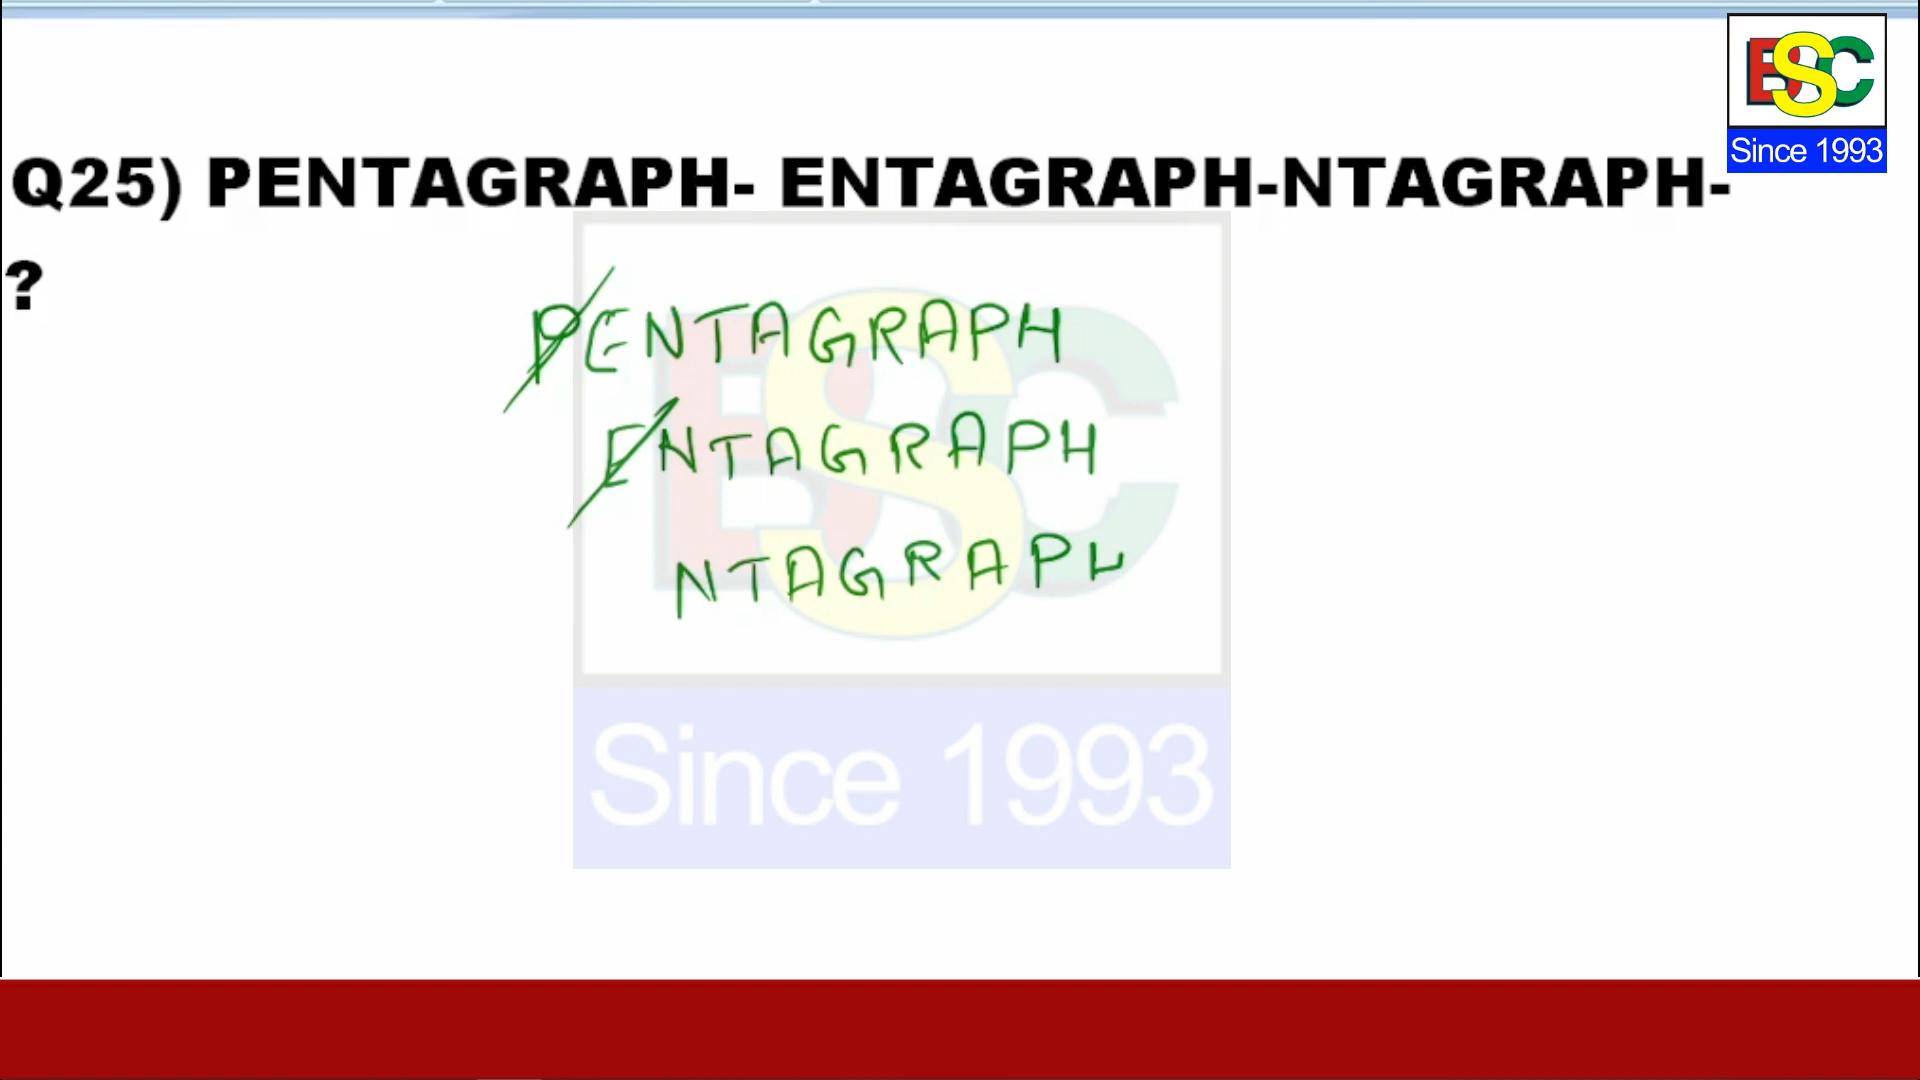 ESC
Since 1993
Q25) PENTAGRAPH- ENTAGRAPH-NTAGRAPH-
?
PENTAGRAPH
ENTAGRAPH
NTAGRAPH
Since 1993